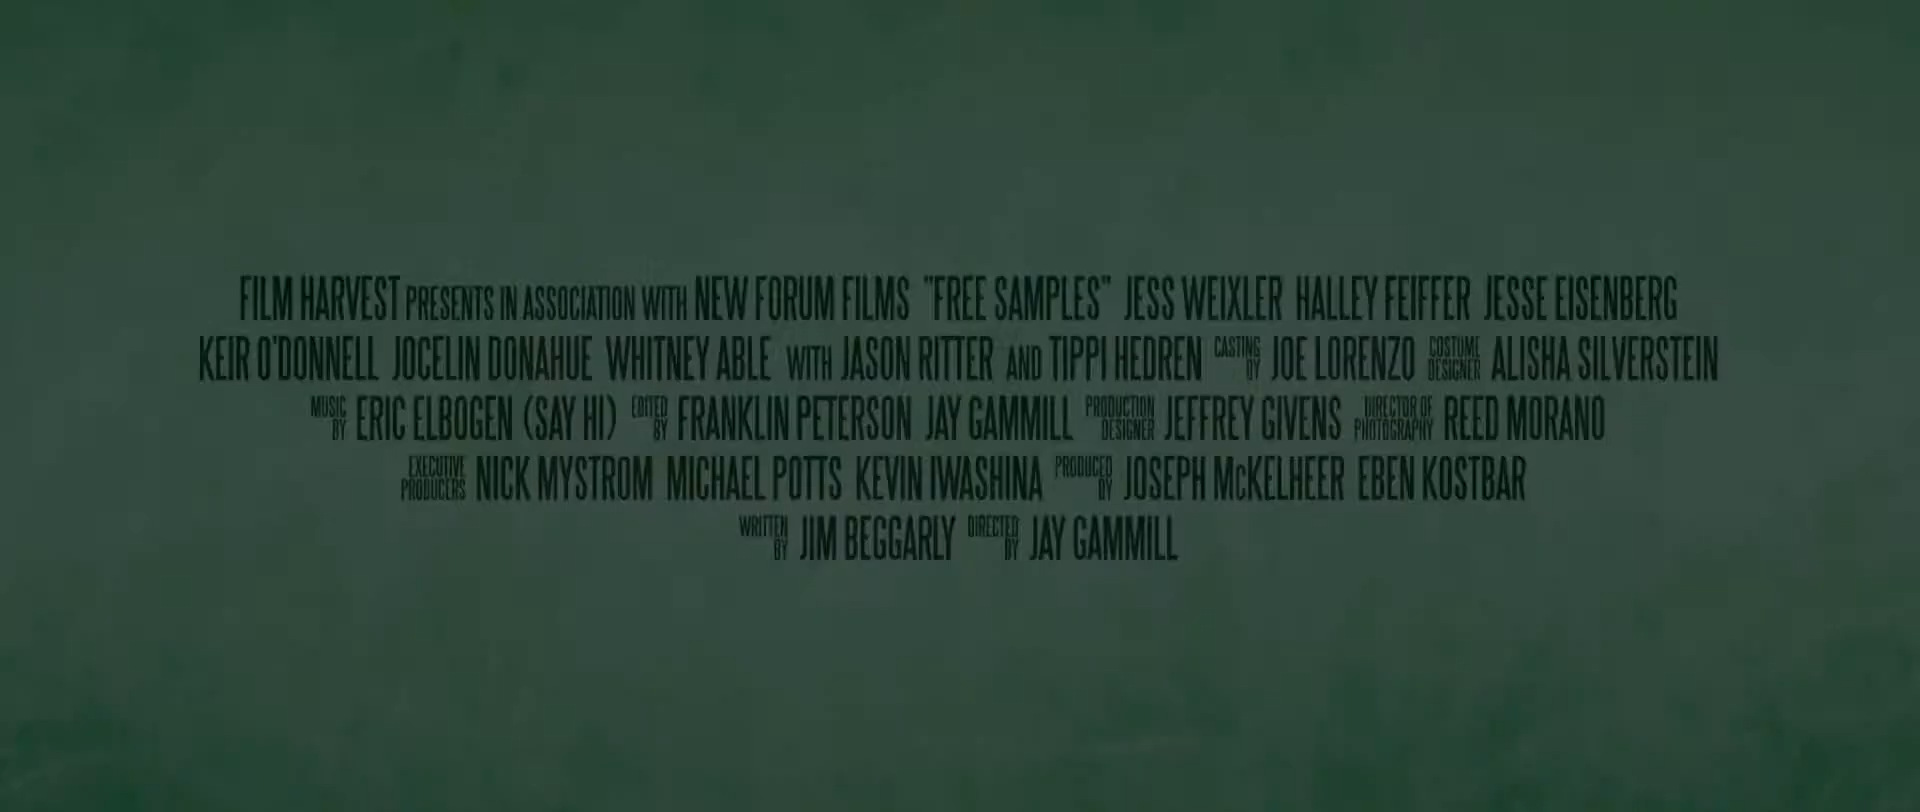 FILM HARVEST PRESENTS IN ASSOCIATION WITH NEW FORUM FILMS "FREE SAMPLES" JESS WEIXLER HALLEY FEIFFER JESSE EISENBERG
KEIR O'DONNELL JOCELIN DONAHUE WHITNEY ABLE WITH JASON RITTER AND TIPPI HEDREN CASTING BY JOE LORENZO COSTUME DESIGNER ALISHA SILVERSTEIN
MUSIC BY ERIC ELBOGEN (SAY HI) EDITED BY FRANKLIN PETERSON JAY GAMMILL PRODUCTION DESIGNER JEFFREY GIVENS DIRECTOR OF PHOTOGRAPHY REED MORANO
EXECUTIVE PRODUCERS NICK MYSTROM MICHAEL POTTS KEVIN IWASHINA PRODUCED BY JOSEPH McKELHEER EBEN KOSTBAR
WRITTEN BY JIM BEGGARLY DIRECTED BY JAY GAMMILL